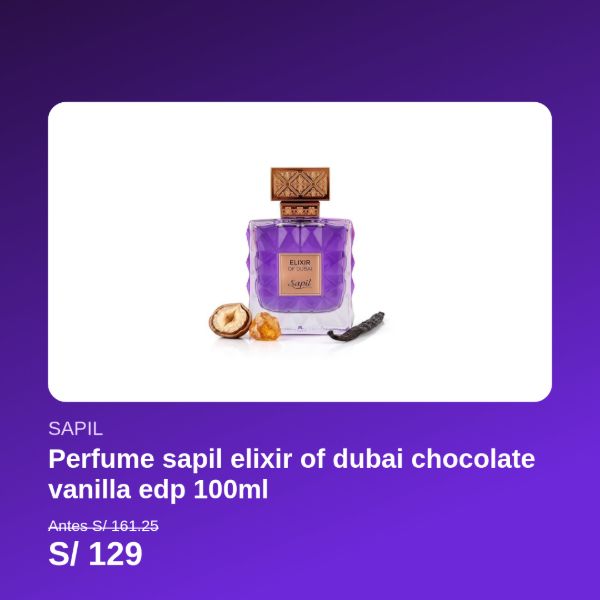 ELIXIR
OF DUBAI
Sapil
SAPIL
Perfume sapil elixir of dubai chocolate
vanilla edp 100ml
Antes S/ 161.25
S/ 129